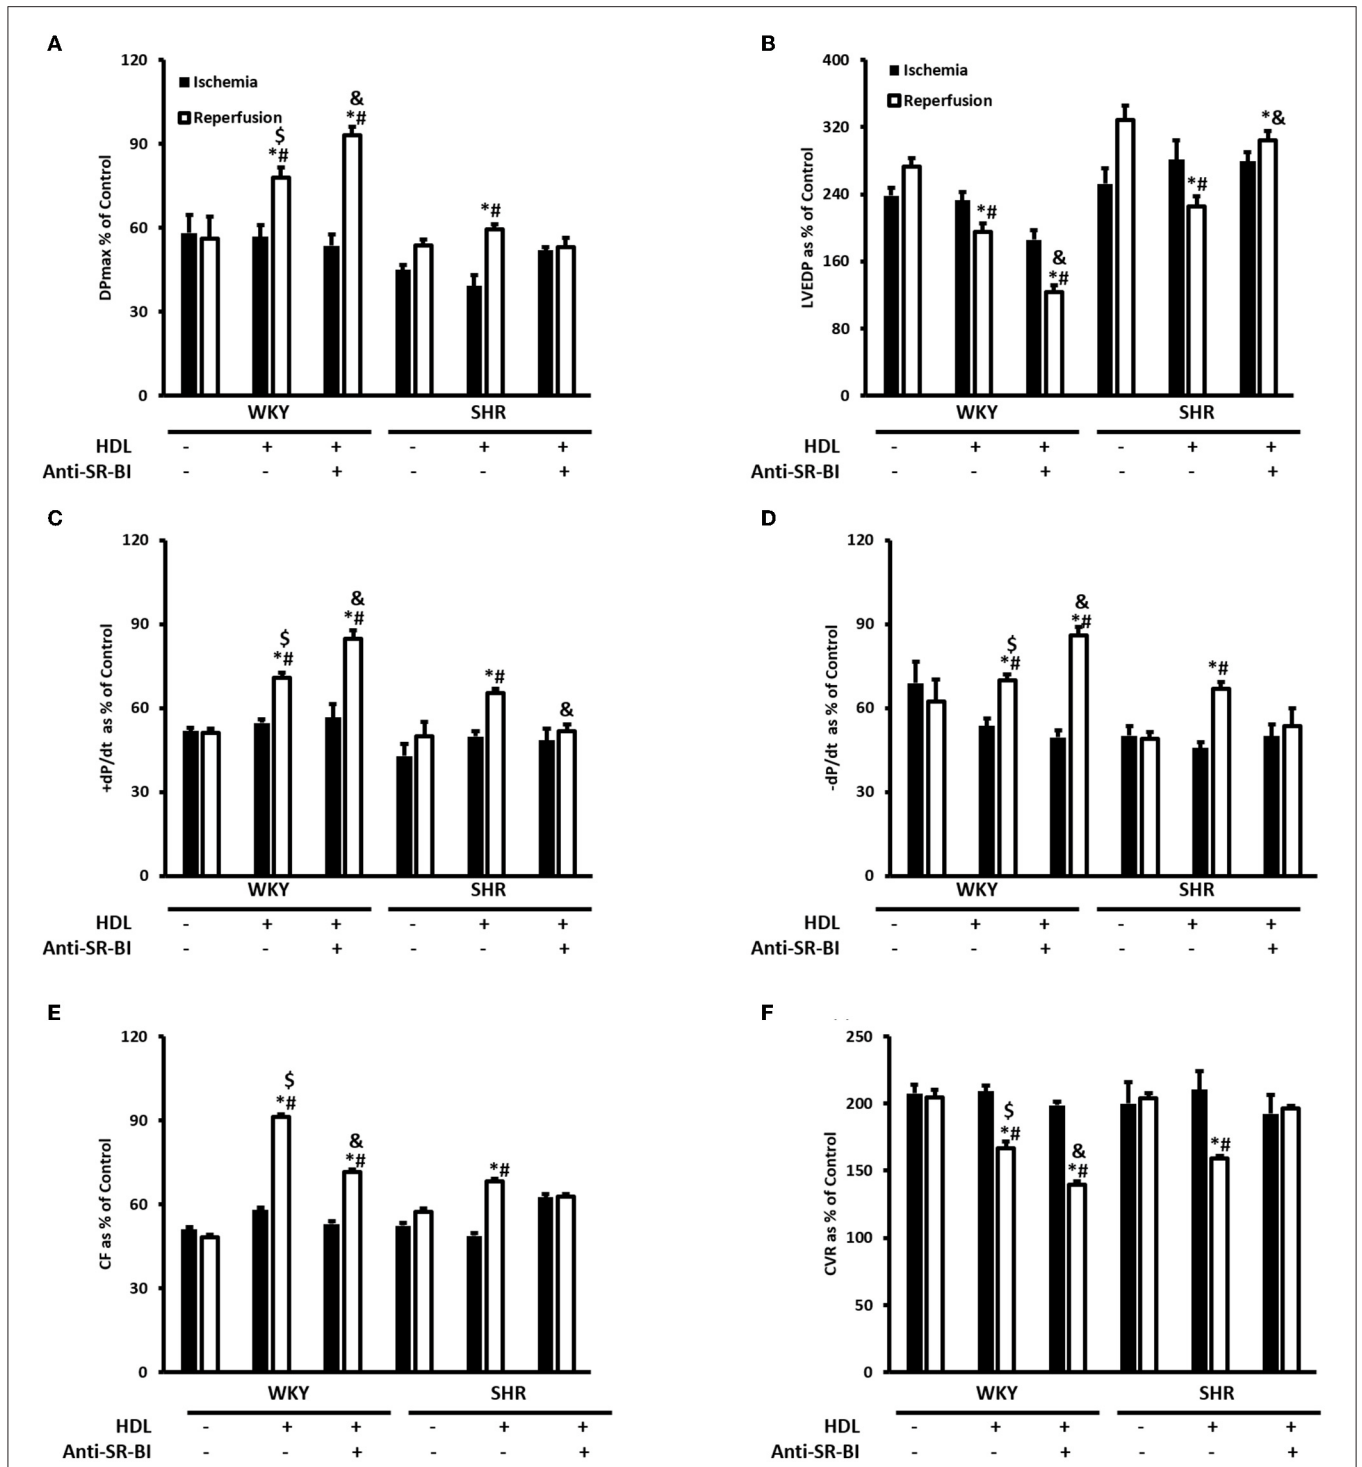 A
120
90
60
30
0
DPmax % of Control
Ischemia
Reperfusion
$
*#
&
*#
*#
WKY SHR
HDL - + + - + +
Anti-SR-BI - - + - - +
B
400
320
240
160
80
0
LVEDP as % of Control
Ischemia
Reperfusion
*#
&
*#
*#
*&
WKY SHR
HDL - + + - + +
Anti-SR-BI - - + - - +
C
120
90
60
30
0
+dP/dt as % of Control
$
*#
&
*#
*#
&
WKY SHR
HDL - + + - + +
Anti-SR-BI - - + - - +
D
120
90
60
30
0
-dP/dt as % of Control
$
*#
&
*#
*#
WKY SHR
HDL - + + - + +
Anti-SR-BI - - + - - +
E
120
90
60
30
0
CF as % of Control
$
*#
&
*#
*#
WKY SHR
HDL - + + - + +
Anti-SR-BI - - + - - +
F
250
200
150
100
50
0
CVR as % of Control
$
*#
&
*#
*#
WKY SHR
HDL - + + - + +
Anti-SR-BI - - + - - +